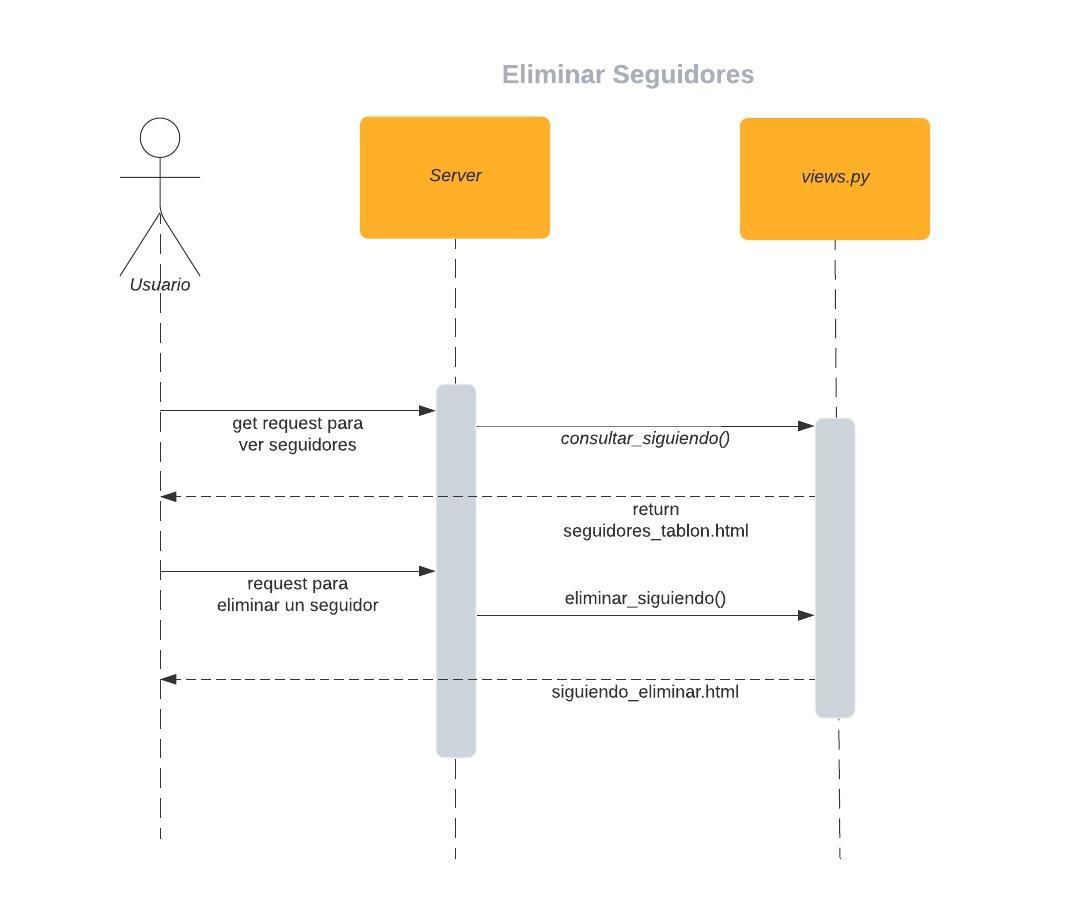 Eliminar Seguidores
Server
views.py
Usuario
get request para
ver seguidores
consultar_siguiendo()
return
seguidores_tablon.html
request para
eliminar un seguidor
eliminar_siguiendo()
siguiendo_eliminar.html